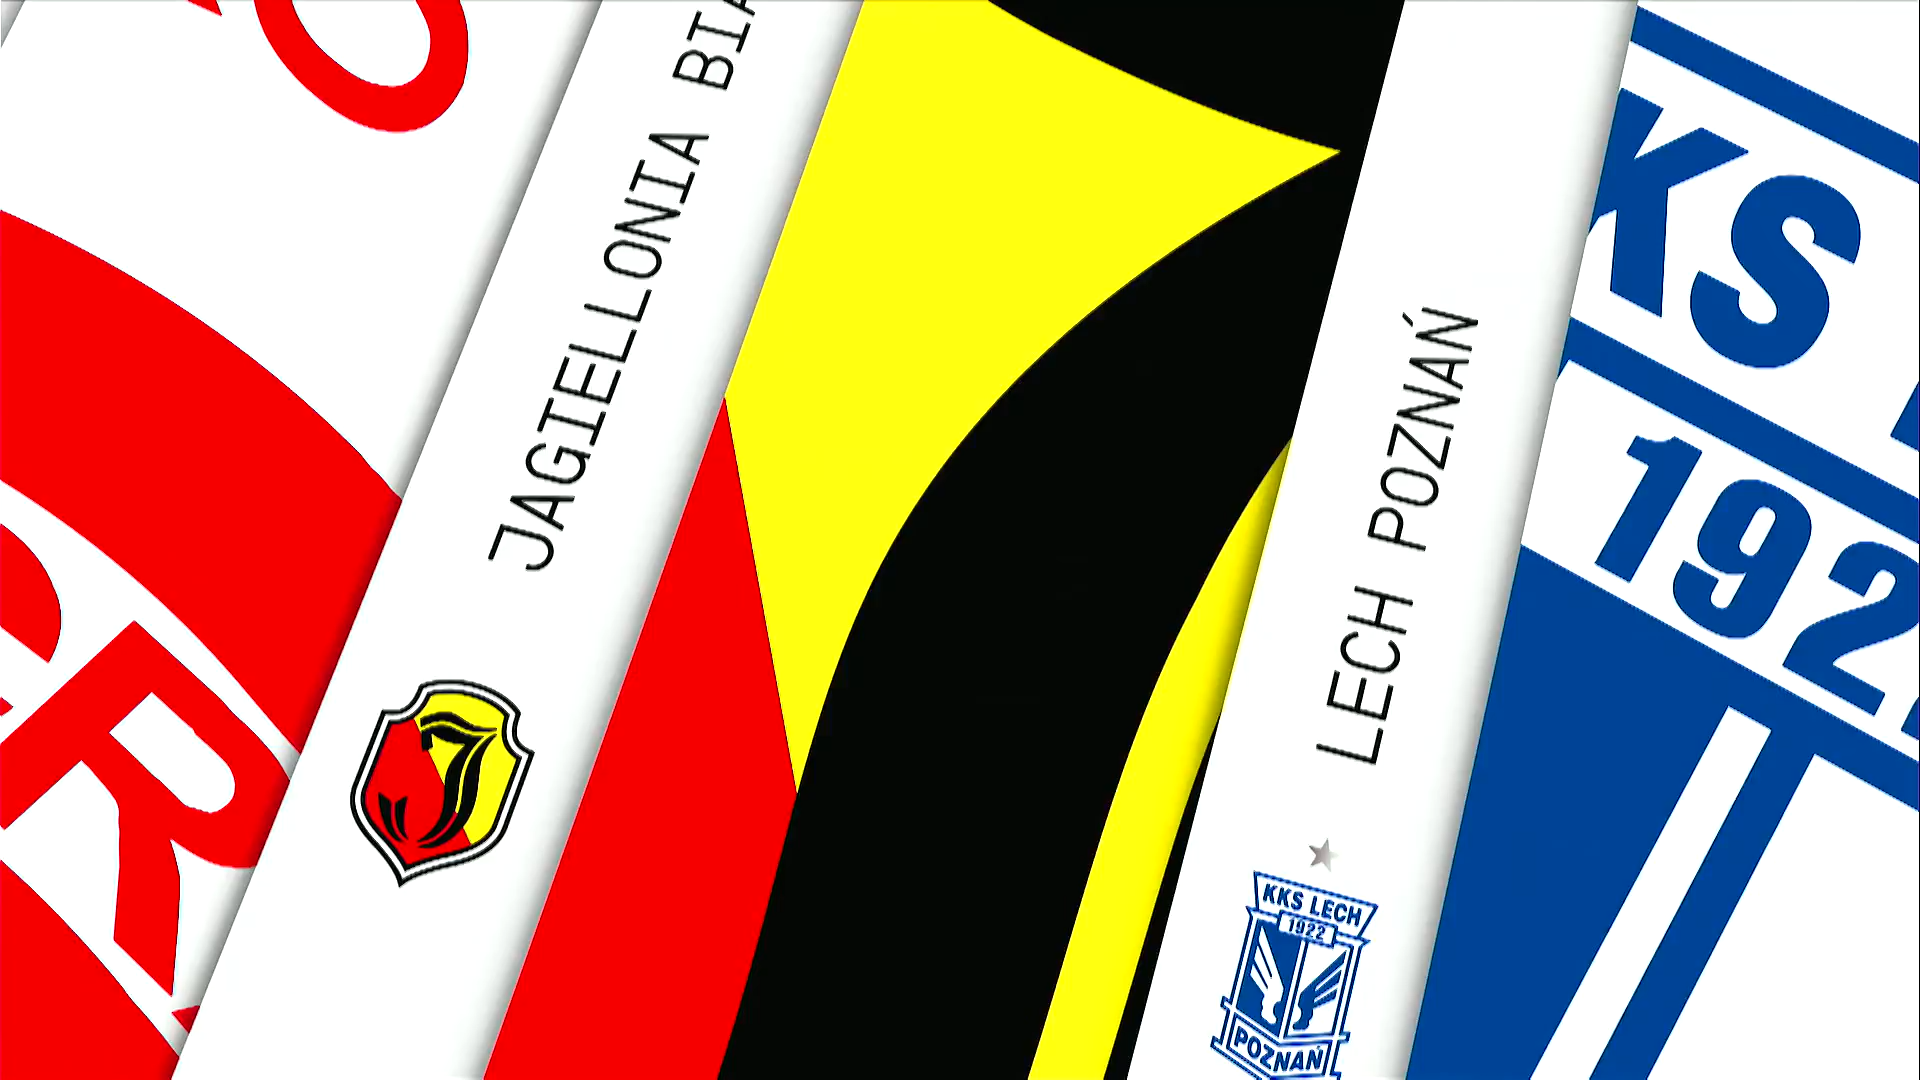 JAGIELLONIA BIA
LECH POZNAŃ
KKS LECH
1922
POZNAŃ
KS
192